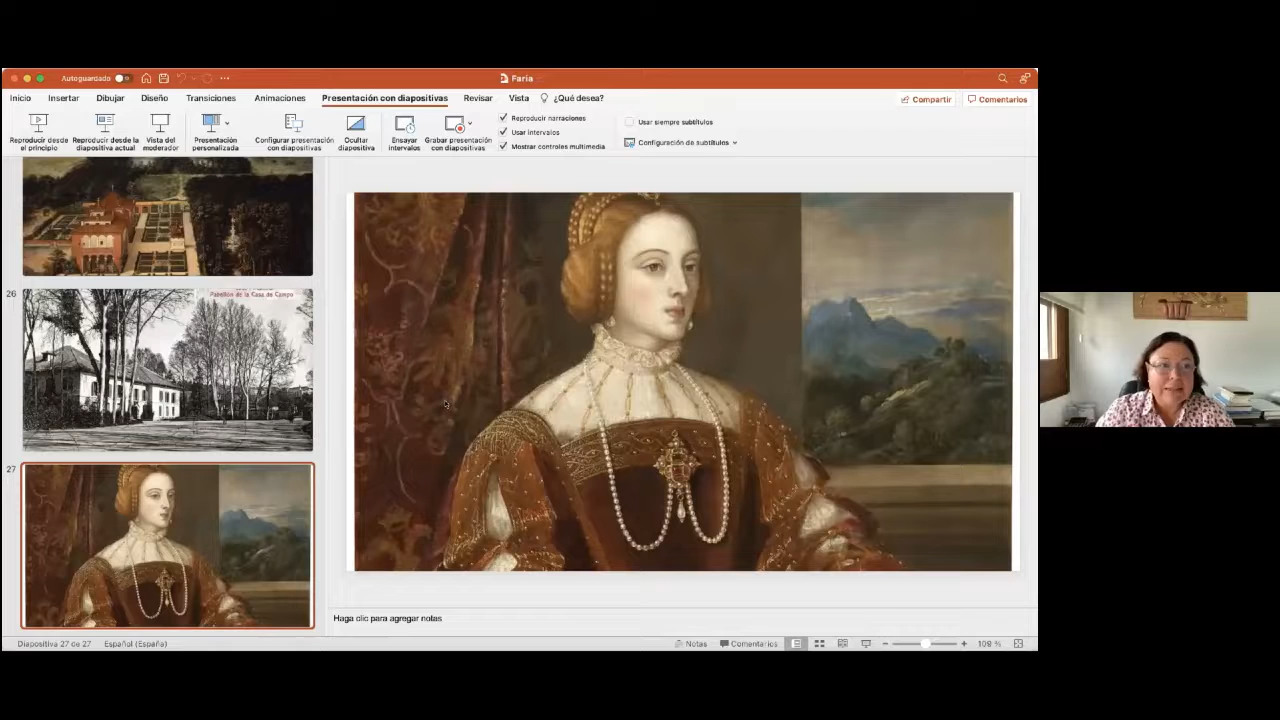 Autoguardado
Faria
Inicio Insertar Dibujar Diseño Transiciones Animaciones Presentación con diapositivas Revisar Vista ¿Qué desea? Compartir Comentarios
Reproducir desde el principio
Reproducir desde la diapositiva actual
Vista del moderador
Presentación personalizada
Configurar presentación con diapositivas
Ocultar diapositiva
Ensayar intervalos
Grabar presentación con diapositivas
Reproducir narraciones
Usar intervalos
Mostrar controles multimedia
Usar siempre subtítulos
Configuración de subtítulos
26
Pabellón de la Casa de Campo
27
Haga clic para agregar notas
Diapositiva 27 de 27 Español (España) Notas Comentarios 109 %